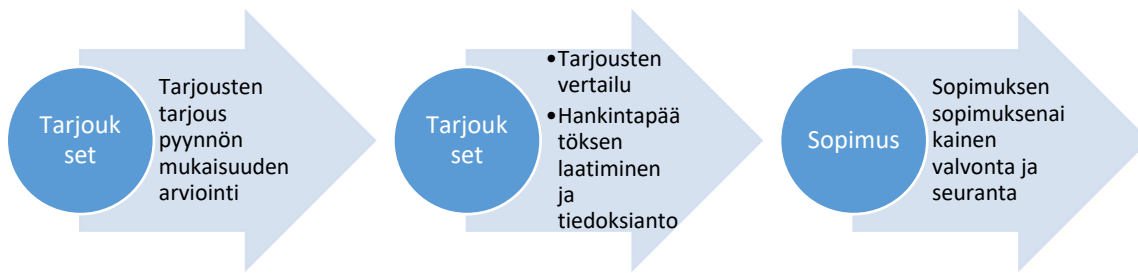 Tarjouk
set
Tarjousten
tarjous
pyynnön
mukaisuuden
arviointi
Tarjouk
set
•Tarjousten
vertailu
•Hankintapää
töksen
laatiminen
ja
tiedoksianto
Sopimus
Sopimuksen
sopimuksenai
kainen
valvonta ja
seuranta